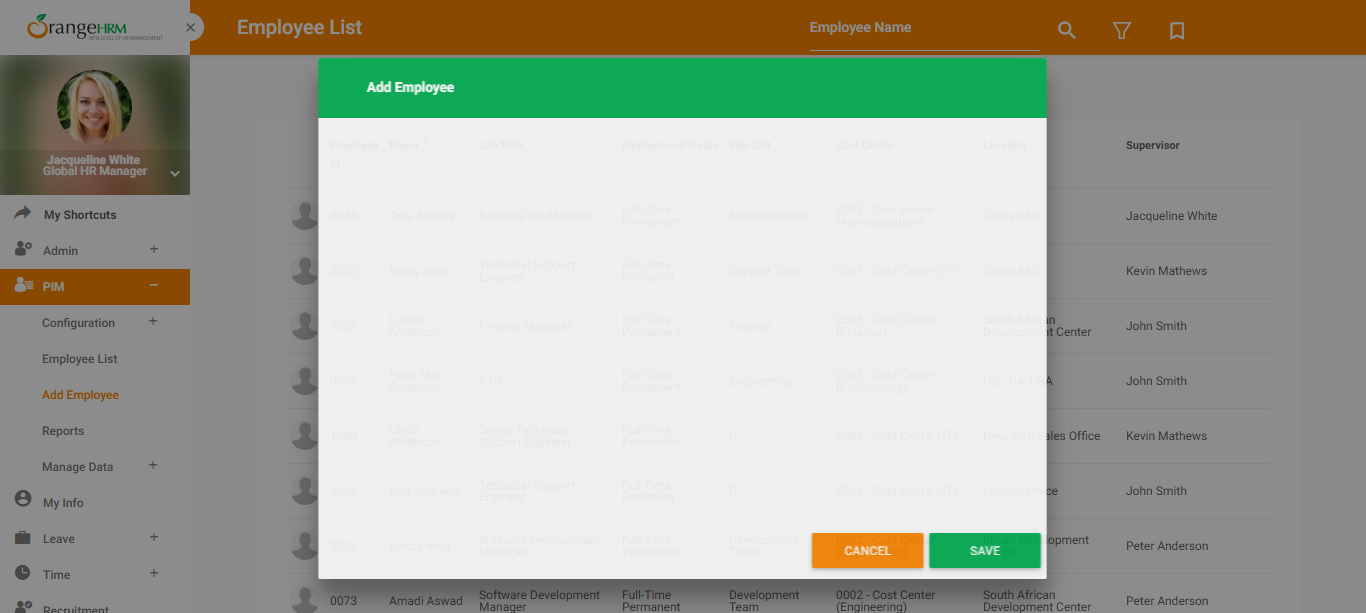 OrangeHRM
NEW LEVEL OF HR MANAGEMENT
Employee List
Employee Name
Jacqueline White
Global HR Manager
My Shortcuts
Admin
PIM
Configuration
Employee List
Add Employee
Reports
Manage Data
My Info
Leave
Time
Recruitment
Add Employee
Employee Id Name Job Title Employment Status Sub Unit Cost Center Location Supervisor
0044 Odis Adalwin Regional HR Manager Full-Time Permanent Administration 0005 - Cost center (Administration) Texas R&D Jacqueline White
0032 Brody Alan Technical Support Engineer Full-Time Probation Support Team 0001 - Cost Center (IT) Texas R&D Kevin Mathews
1005 Anderson Finance Manager Full-Time Permanent Finance 0003 - Cost Center (Finance) South African Development Center John Smith
0036 Peter Mac Anderson CTO Full-Time Permanent Engineering 0002 - Cost Center (Engineering) HQ - CA, USA John Smith
1000 Linda Anderson Senior Technical Support Engineer Full-Time Permanent IT 0001 - Cost Center (IT) New York Sales Office Kevin Mathews
1002 Lisa Andrews Technical Support Engineer Full-Time Probation IT 0001 - Cost Center (IT) London Office John Smith
0063 Dimpy Arva Software Development Manager Full-Time Permanent Development Team 0002 - Cost Center (Engineering) Indian Development Peter Anderson
CANCEL SAVE
0073 Amadi Aswad Software Development Manager Full-Time Permanent Development Team 0002 - Cost Center (Engineering) South African Development Center Peter Anderson